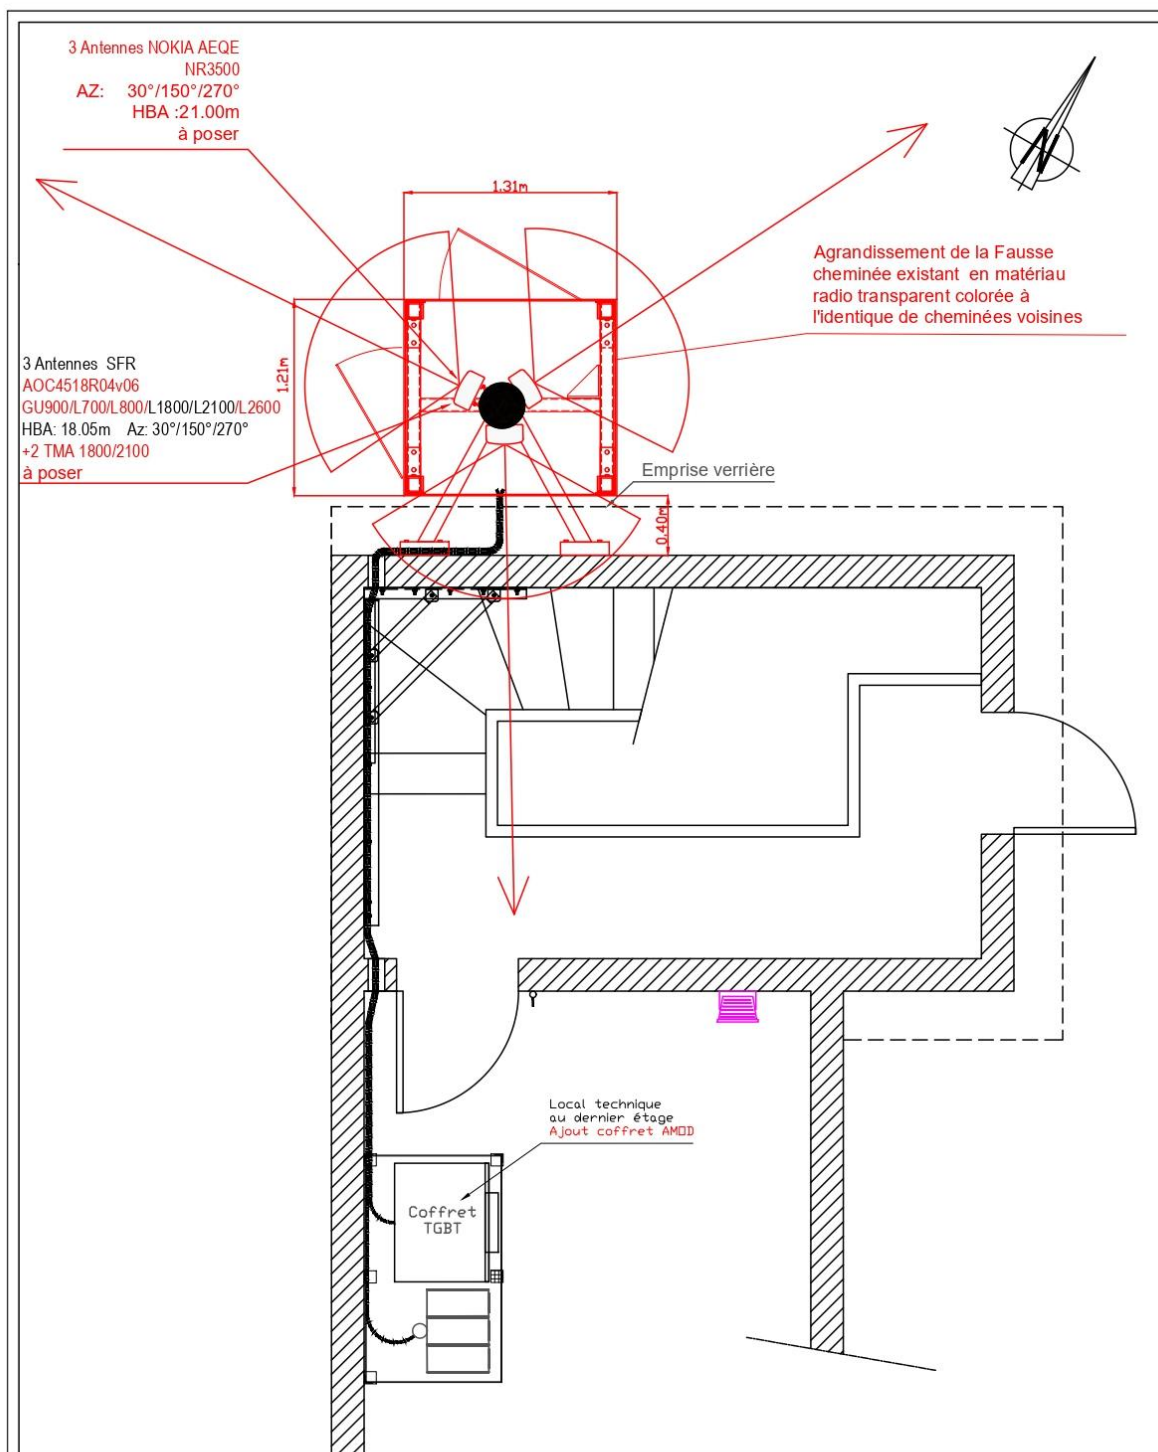 3 Antennes NOKIA AEQE
NR3500
AZ: 30°/150°/270°
HBA :21.00m
à poser
N
1.31m
Agrandissement de la Fausse
cheminée existant en matériau
radio transparent colorée à
l'identique de cheminées voisines
1.21m
3 Antennes SFR
AOC4518R04v06
GU900/L700/L800/L1800/L2100/L2600
HBA: 18.05m Az: 30°/150°/270°
+2 TMA 1800/2100
à poser
Emprise verrière
0.40m
Local technique
au dernier étage
Ajout coffret AMOD
Coffret
TGBT